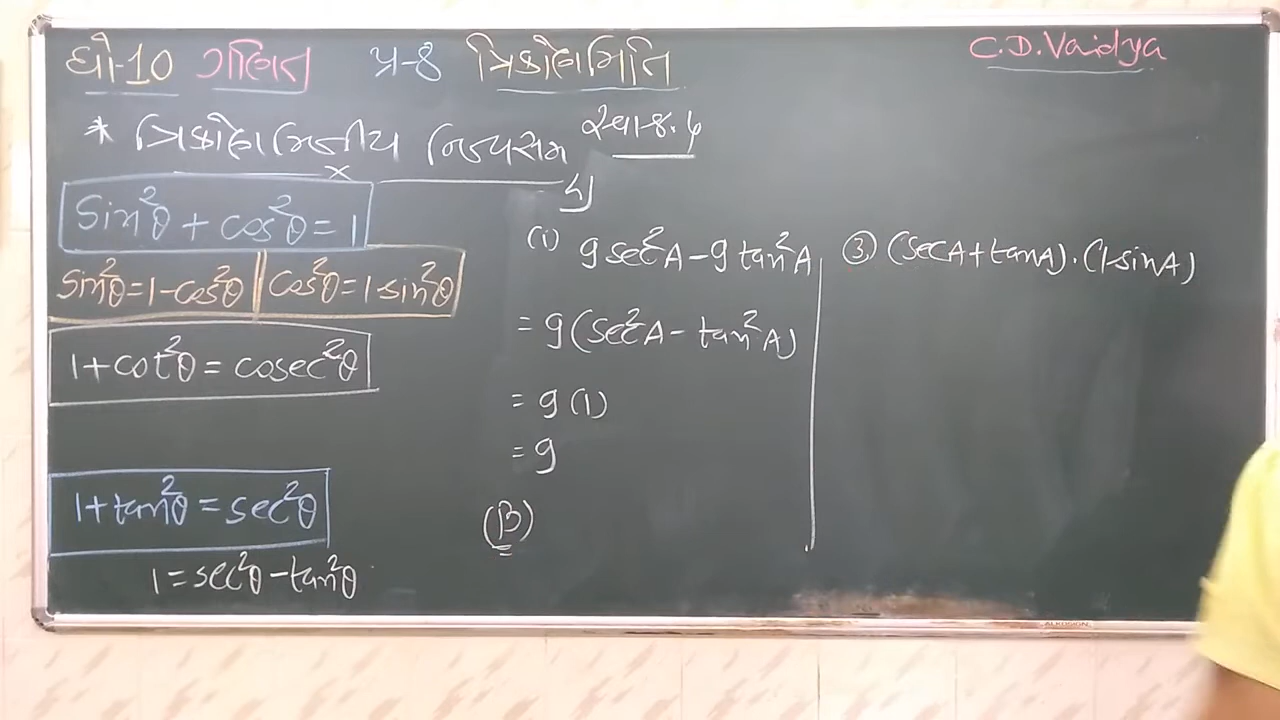 ધો-10 ગણિત પ્ર-8 ત્રિકોણમિતિ
C.D.Vaidya
* ત્રિકોણમિતીય નિત્યસમ
સ્વા-8.4
Sin²θ + cos²θ = 1
Sin²θ=1-cos²θ
Cos²θ=1-sin²θ
1+cot²θ = cosec²θ
1+tan²θ = sec²θ
1 = sec²θ - tan²θ
4)
(i) 9 sec²A - 9 tan²A
= 9(sec²A - tan²A)
= 9(1)
= 9
(B)
③ (secA+tanA).(1-sinA)